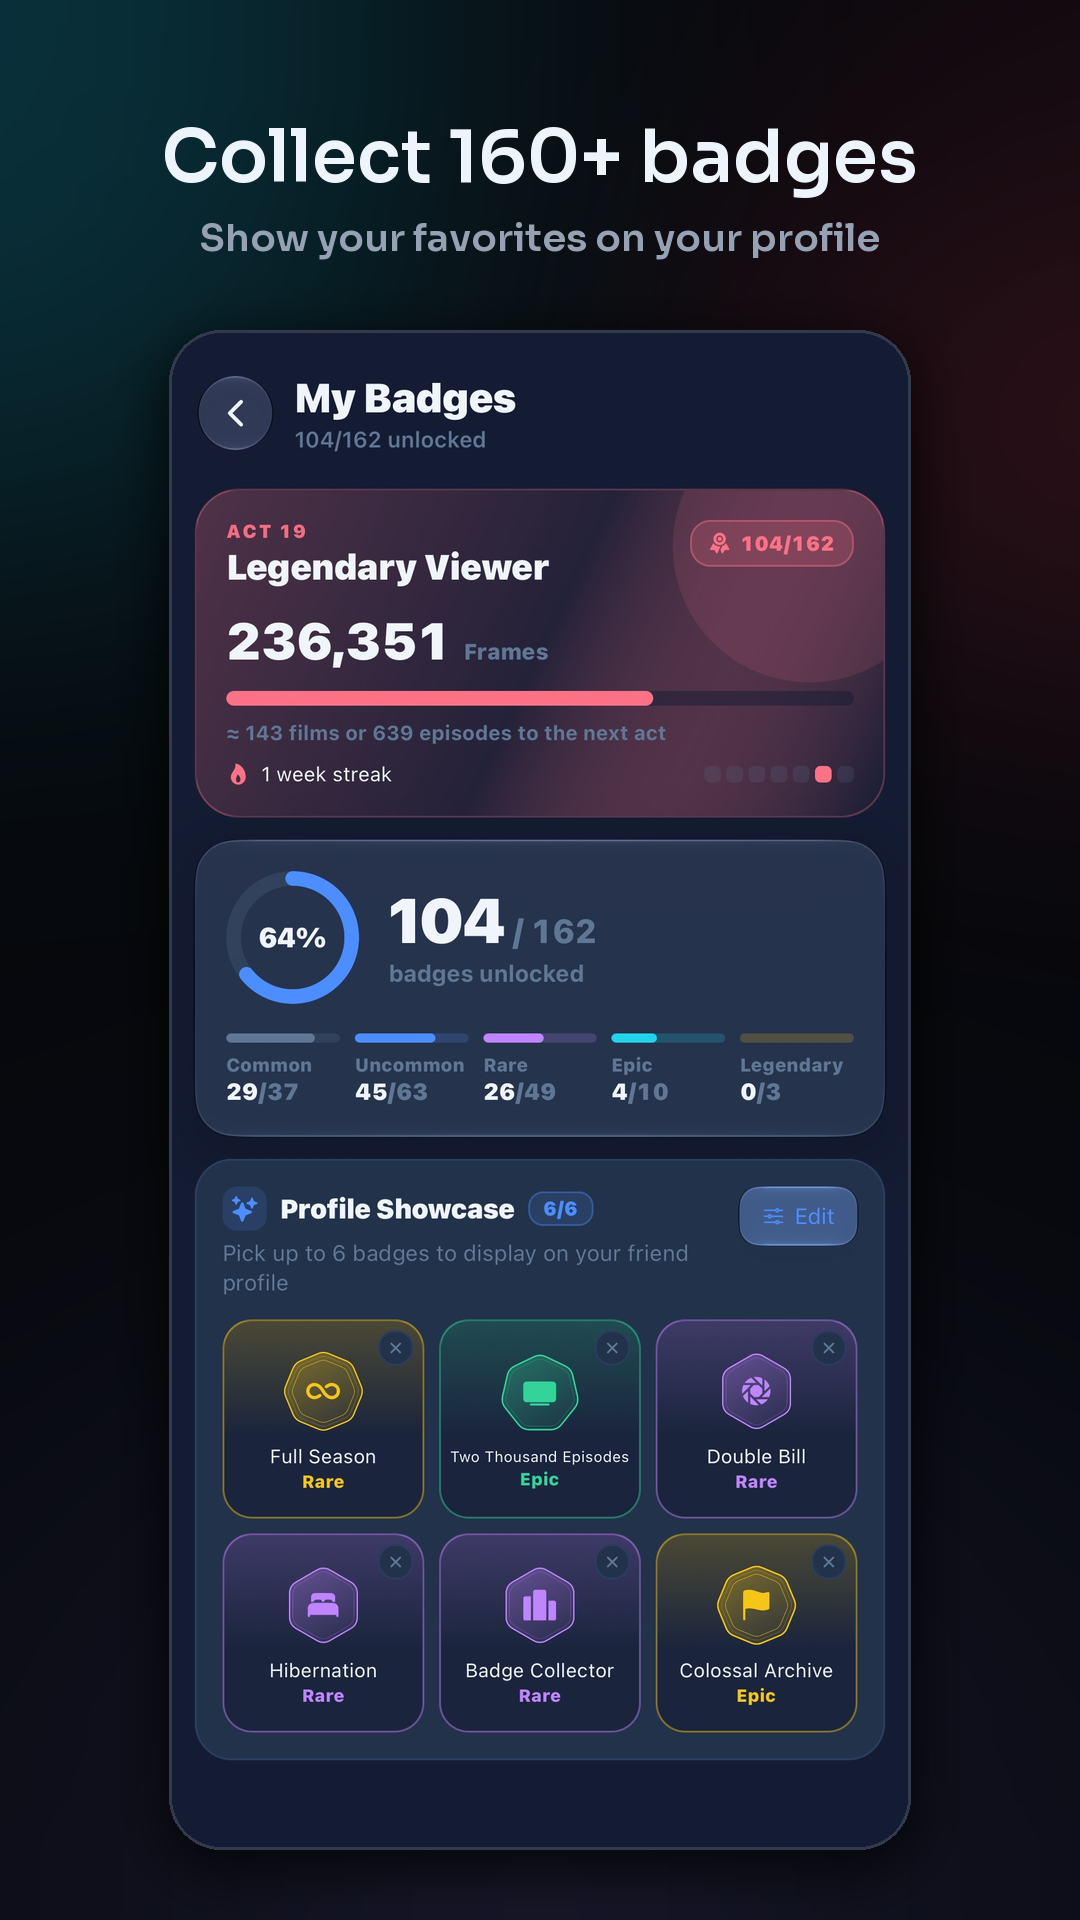 Collect 160+ badges
Show your favorites on your profile
My Badges
104/162 unlocked
ACT 19
104/162
Legendary Viewer
236,351 Frames
≈ 143 films or 639 episodes to the next act
1 week streak
64%
104 / 162
badges unlocked
Common Uncommon Rare Epic Legendary
29/37 45/63 26/49 4/10 0/3
Profile Showcase 6/6
Edit
Pick up to 6 badges to display on your friend
profile
Full Season Two Thousand Episodes Double Bill
Rare Epic Rare
Hibernation Badge Collector Colossal Archive
Rare Rare Epic